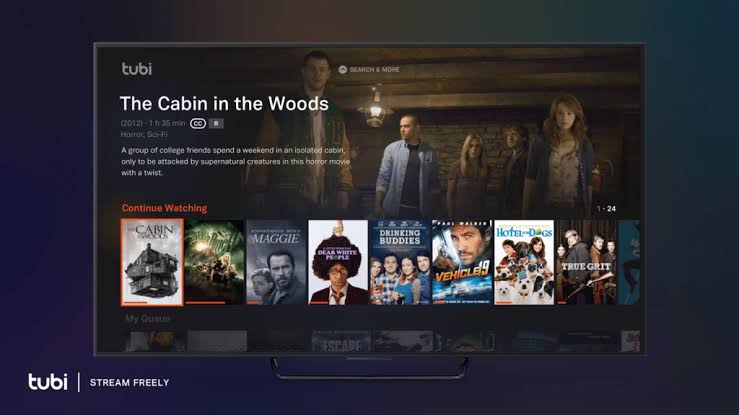 tubi
SEARCH & MORE
The Cabin in the Woods
(2012) · 1 h 35 min CC R
Horror, Sci-Fi
A group of college friends spend a weekend in an isolated cabin,
only to be attacked by supernatural creatures in this horror movie
with a twist.
Continue Watching
1 · 24
THE CABIN
IN THE WOODS
MAGGIE
DEAR WHITE
PEOPLE
DRINKING
BUDDIES
PAUL WALKER
VEHICLE 19
HOTEL for DOGS
TRUE GRIT
My Queue
ESCAPE
tubi
STREAM FREELY